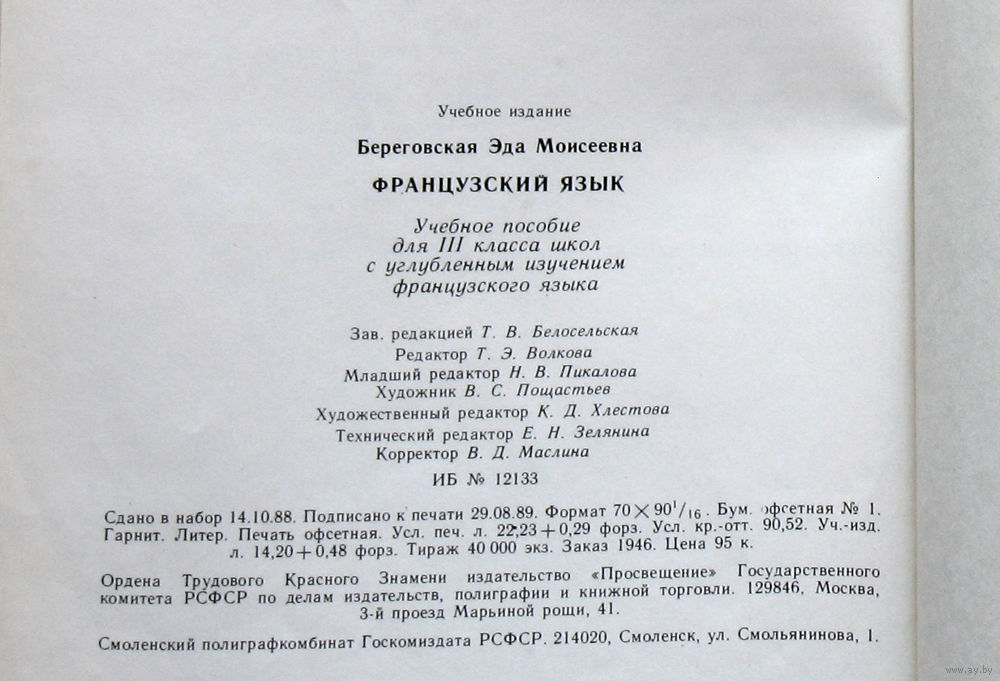 Учебное издание
Береговская Эда Моисеевна
ФРАНЦУЗСКИЙ ЯЗЫК
Учебное пособие
для III класса школ
с углубленным изучением
французского языка
Зав. редакцией Т. В. Белосельская
Редактор Т. Э. Волкова
Младший редактор Н. В. Пикалова
Художник В. С. Пощастьев
Художественный редактор К. Д. Хлестова
Технический редактор Е. Н. Зелянина
Корректор В. Д. Маслина
ИБ № 12133
Сдано в набор 14.10.88. Подписано к печати 29.08.89. Формат 70×90¹/₁₆. Бум. офсетная № 1.
Гарнит. Литер. Печать офсетная. Усл. печ. л. 22,23+0,29 форз. Усл. кр.-отт. 90,52. Уч.-изд.
л. 14,20+0,48 форз. Тираж 40 000 экз. Заказ 1946. Цена 95 к.
Ордена Трудового Красного Знамени издательство «Просвещение» Государственного
комитета РСФСР по делам издательств, полиграфии и книжной торговли. 129846, Москва,
3-й проезд Марьиной рощи, 41.
Смоленский полиграфкомбинат Госкомиздата РСФСР. 214020, Смоленск, ул. Смольянинова, 1.
www.ay.by